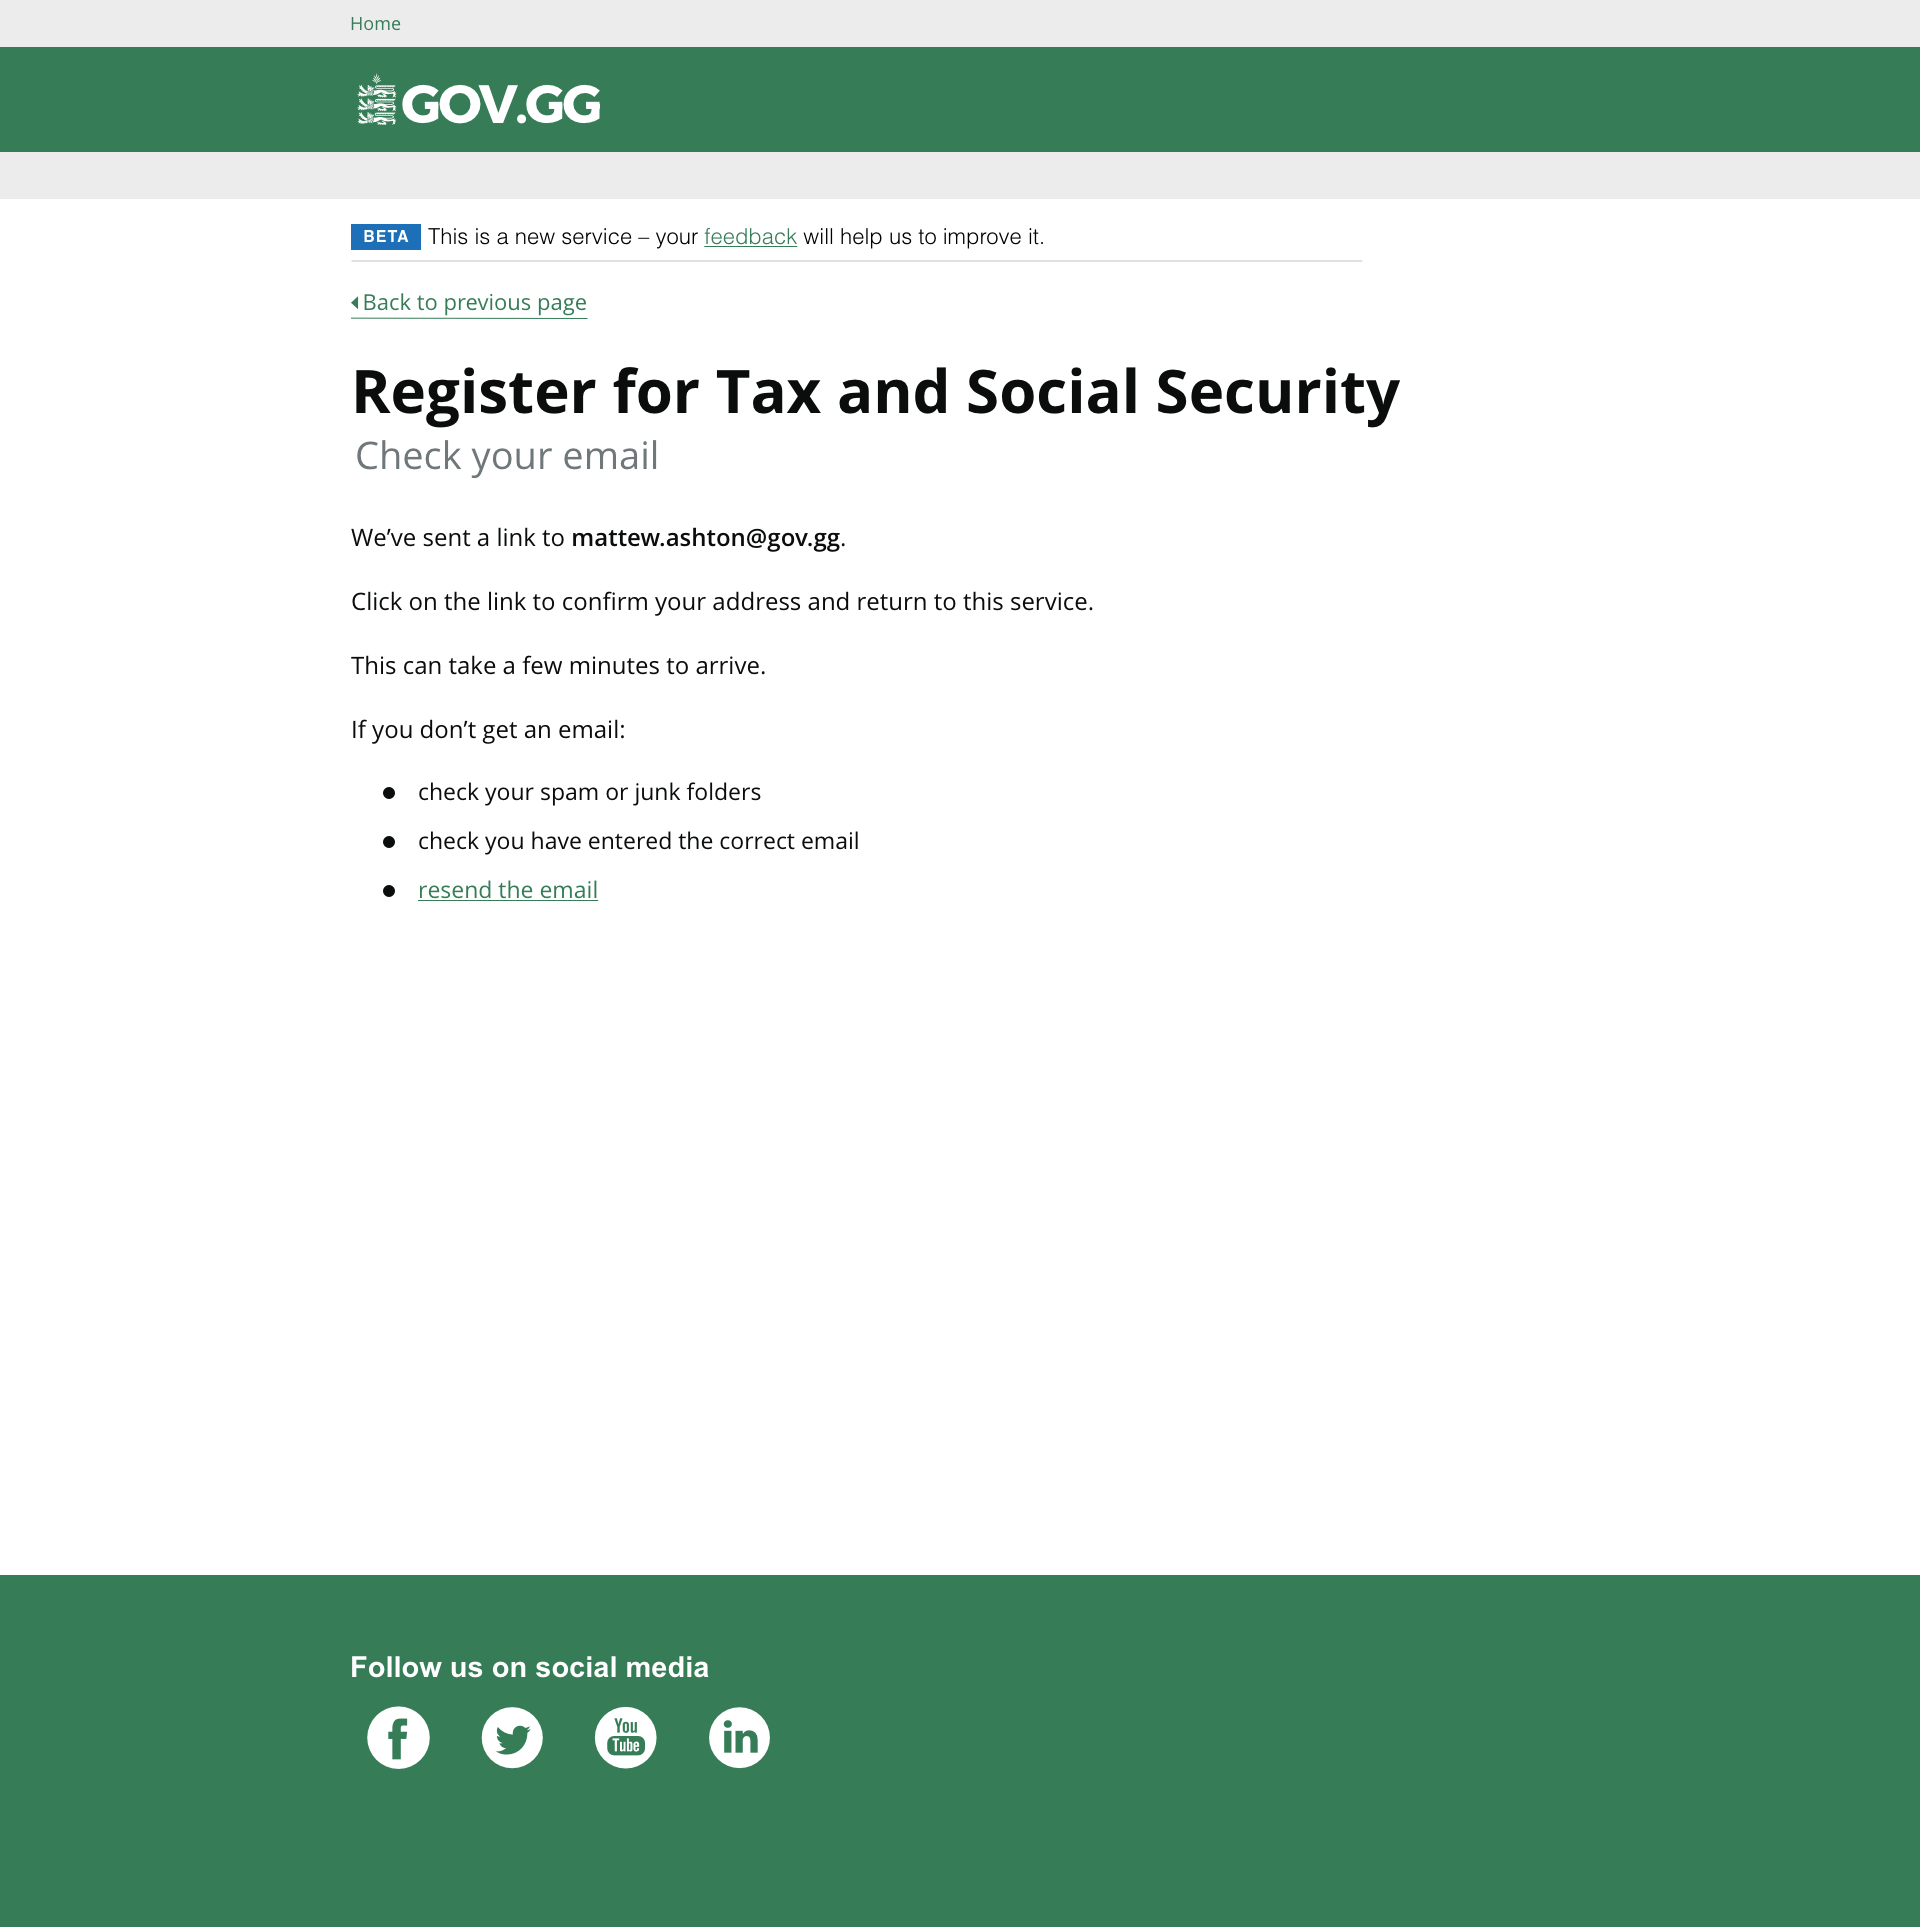 Home
GOV.GG
BETA This is a new service – your feedback will help us to improve it.
Back to previous page
Register for Tax and Social Security
Check your email
We’ve sent a link to mattew.ashton@gov.gg.
Click on the link to confirm your address and return to this service.
This can take a few minutes to arrive.
If you don’t get an email:
● check your spam or junk folders
● check you have entered the correct email
● resend the email
Follow us on social media
f You Tube in